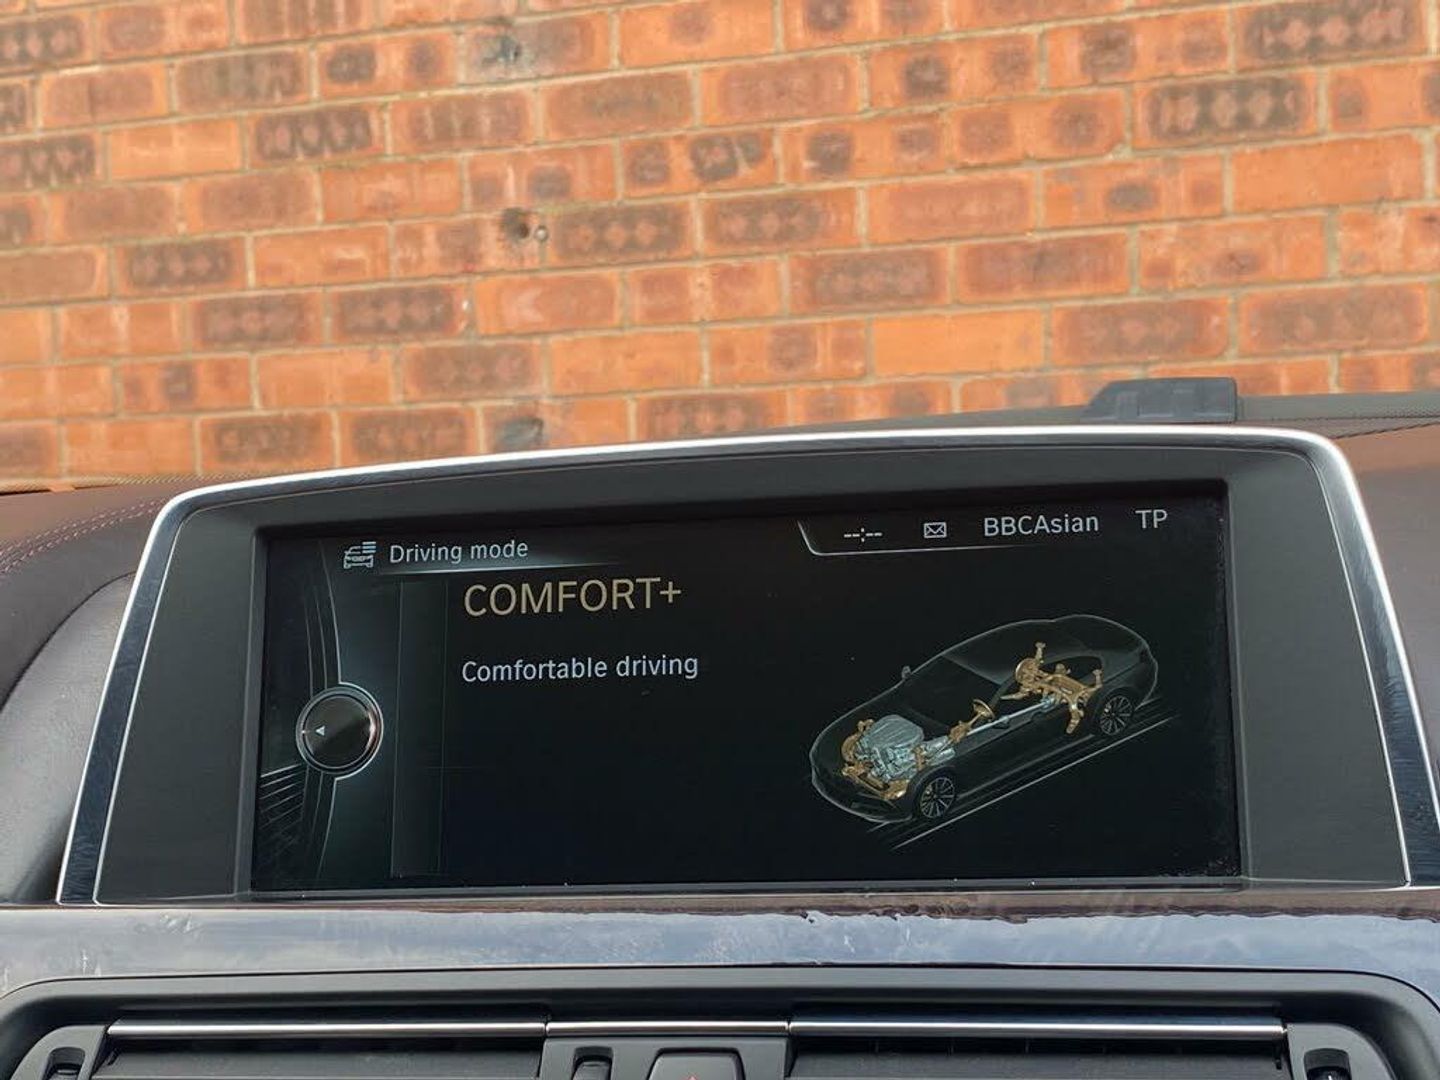 Driving mode
--:-- BBCAsian TP
COMFORT+
Comfortable driving